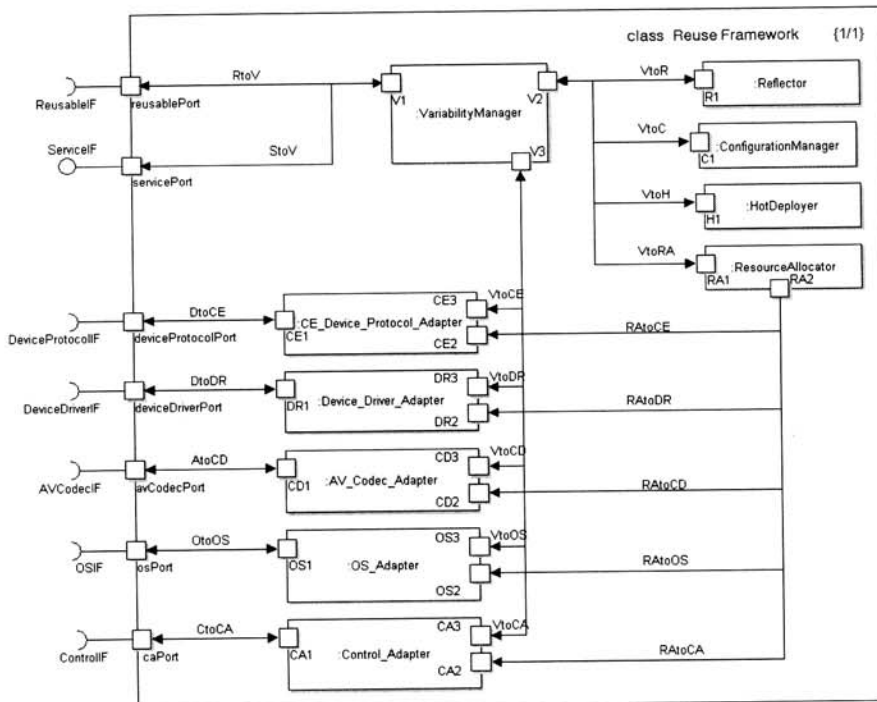 class Reuse Framework {1/1}
RtoV
VtoR
ReusableIF
reusablePort
V1
V2
:VariabilityManager
R1
:Reflector
ServiceIF
StoV
servicePort
V3
VtoC
C1
:ConfigurationManager
VtoH
H1
:HotDeployer
VtoRA
RA1
:ResourceAllocator
RA2
DtoCE
CE3
VtoCE
DeviceProtocolIF
deviceProtocolPort
CE1
:CE_Device_Protocol_Adapter
CE2
RAtoCE
DtoDR
DR3
VtoDR
DeviceDriverIF
deviceDriverPort
DR1
:Device_Driver_Adapter
DR2
RAtoDR
AtoCD
CD3
VtoCD
AVCodecIF
avCodecPort
CD1
:AV_Codec_Adapter
CD2
RAtoCD
OtoOS
OS3
VtoOS
OSIF
osPort
OS1
:OS_Adapter
OS2
RAtoOS
CtoCA
CA3
VtoCA
ControlIF
caPort
CA1
:Control_Adapter
CA2
RAtoCA